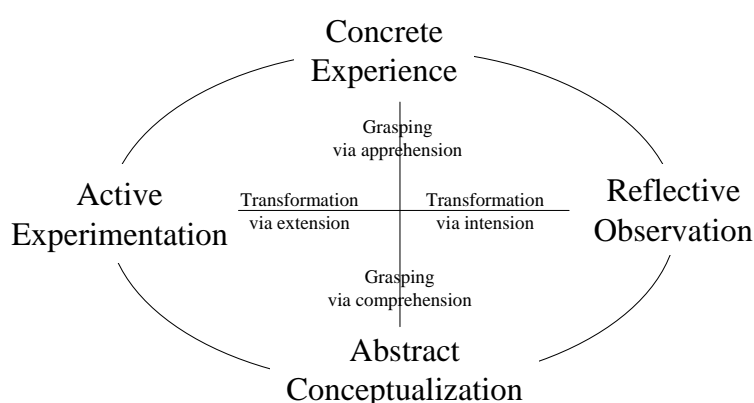 Concrete
Experience
Grasping
via apprehension
Active
Experimentation
Transformation
via extension
Transformation
via intension
Reflective
Observation
Grasping
via comprehension
Abstract
Conceptualization